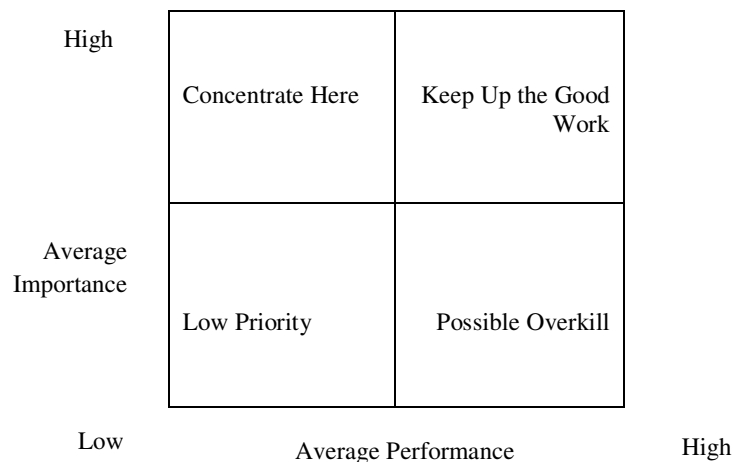 High
Concentrate Here
Keep Up the Good
Work
Average
Importance
Low Priority
Possible Overkill
Low
Average Performance
High